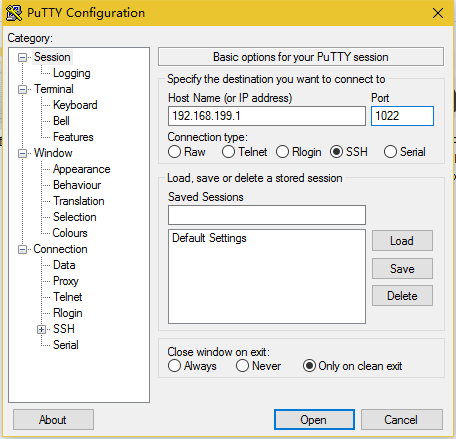 PuTTY Configuration
Category:
Session
Logging
Terminal
Keyboard
Bell
Features
Window
Appearance
Behaviour
Translation
Selection
Colours
Connection
Data
Proxy
Telnet
Rlogin
SSH
Serial
Basic options for your PuTTY session
Specify the destination you want to connect to
Host Name (or IP address) Port
192.168.199.1 1022
Connection type:
Raw Telnet Rlogin SSH Serial
Load, save or delete a stored session
Saved Sessions
Default Settings
Load
Save
Delete
Close window on exit:
Always Never Only on clean exit
About Open Cancel